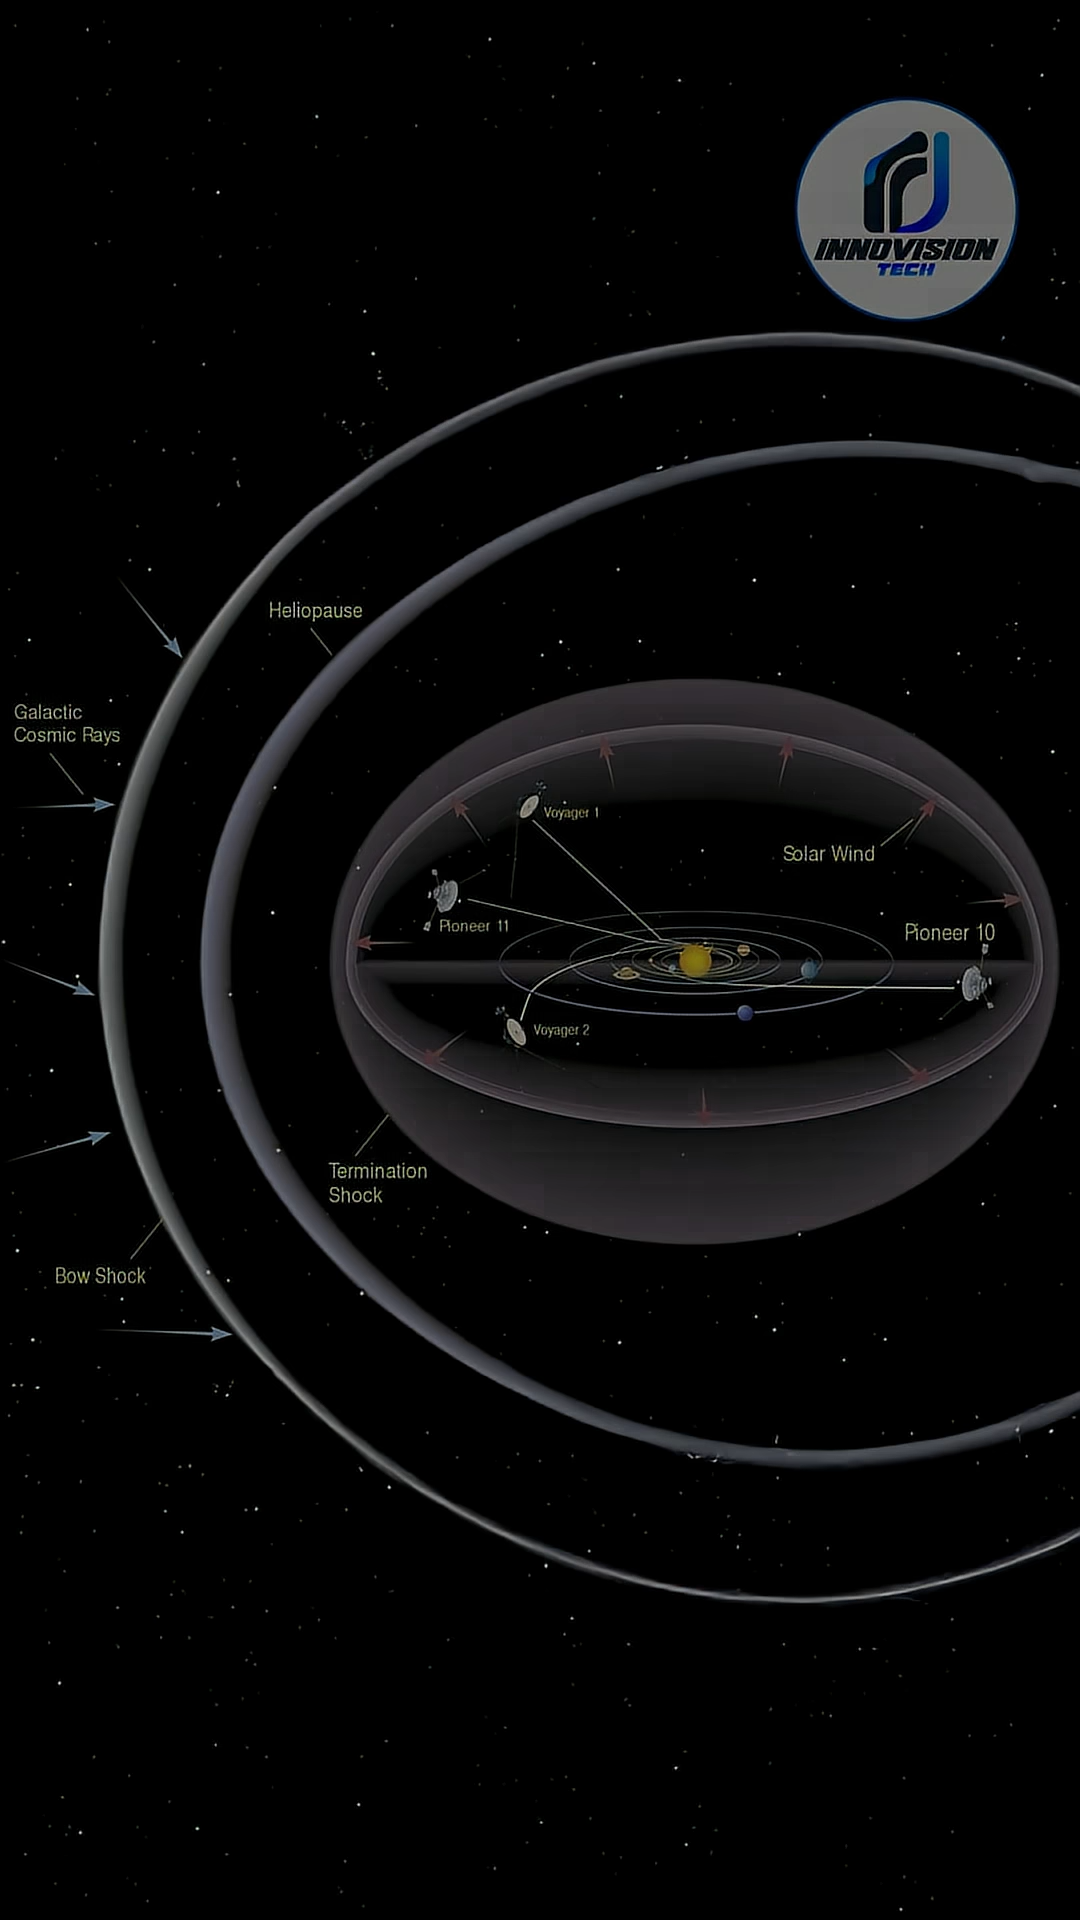 INNOVISION
TECH
Heliopause
Galactic
Cosmic Rays
Voyager 1
Solar Wind
Pioneer 11
Pioneer 10
Voyager 2
Termination
Shock
Bow Shock